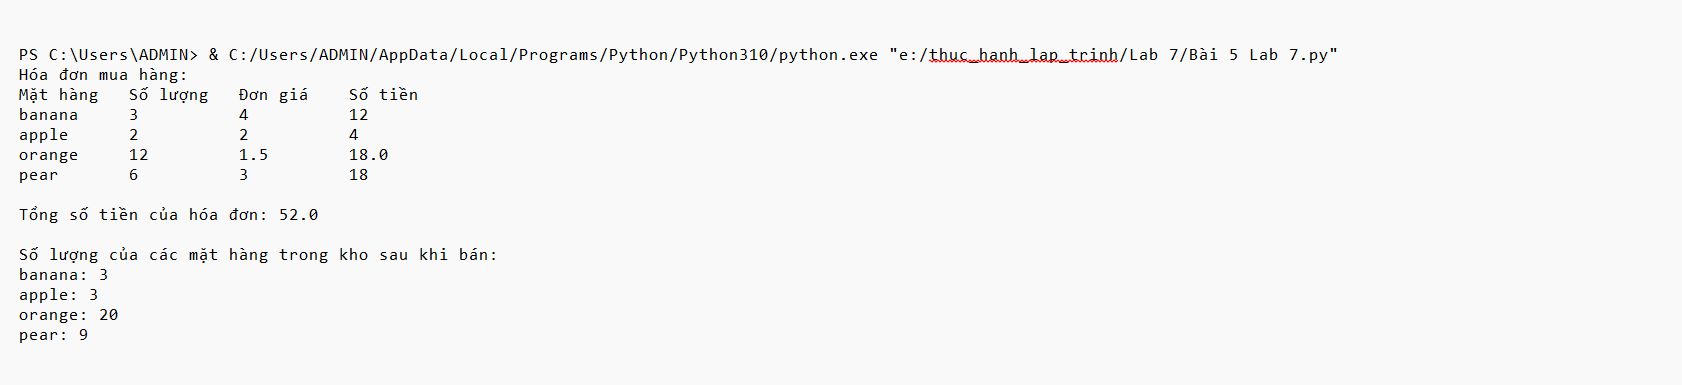 PS C:\Users\ADMIN> & C:/Users/ADMIN/AppData/Local/Programs/Python/Python310/python.exe "e:/thuc_hanh_lap_trinh/Lab 7/Bài 5 Lab 7.py"
Hóa đơn mua hàng:
Mặt hàng   Số lượng   Đơn giá    Số tiền
banana     3          4          12
apple      2          2          4
orange     12         1.5        18.0
pear       6          3          18
Tổng số tiền của hóa đơn: 52.0
Số lượng của các mặt hàng trong kho sau khi bán:
banana: 3
apple: 3
orange: 20
pear: 9